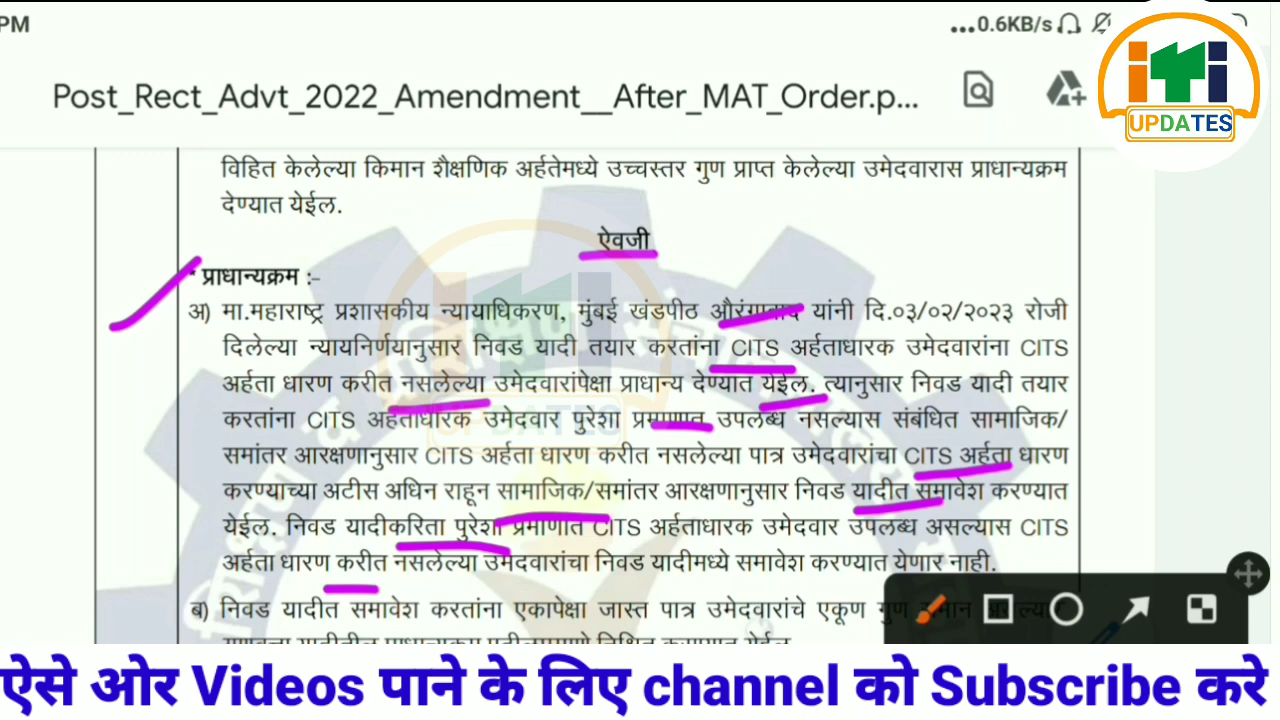 PM
...0.6KB/s
UPDATES
Post_Rect_Advt_2022_Amendment__After_MAT_Order.p...
विहित केलेल्या किमान शैक्षणिक अर्हतेमध्ये उच्चस्तर गुण प्राप्त केलेल्या उमेदवारास प्राधान्यक्रम
देण्यात येईल.
ऐवजी
* प्राधान्यक्रम :-
अ) मा.महाराष्ट्र प्रशासकीय न्यायाधिकरण, मुंबई खंडपीठ औरंगाबाद यांनी दि.०३/०२/२०२३ रोजी
दिलेल्या न्यायनिर्णयानुसार निवड यादी तयार करतांना CITS अर्हताधारक उमेदवारांना CITS
अर्हता धारण करीत नसलेल्या उमेदवारांपेक्षा प्राधान्य देण्यात येईल. त्यानुसार निवड यादी तयार
करतांना CITS अर्हताधारक उमेदवार पुरेशा प्रमाणात उपलब्ध नसल्यास संबंधित सामाजिक/
समांतर आरक्षणानुसार CITS अर्हता धारण करीत नसलेल्या पात्र उमेदवारांचा CITS अर्हता धारण
करण्याच्या अटीस अधिन राहून सामाजिक/समांतर आरक्षणानुसार निवड यादीत समावेश करण्यात
येईल. निवड यादीकरिता पुरेशा प्रमाणात CITS अर्हताधारक उमेदवार उपलब्ध असल्यास CITS
अर्हता धारण करीत नसलेल्या उमेदवारांचा निवड यादीमध्ये समावेश करण्यात येणार नाही.
ब) निवड यादीत समावेश करतांना एकापेक्षा जास्त पात्र उमेदवारांचे एकूण गुण समान
ऐसे ओर Videos पाने के लिए channel को Subscribe करे